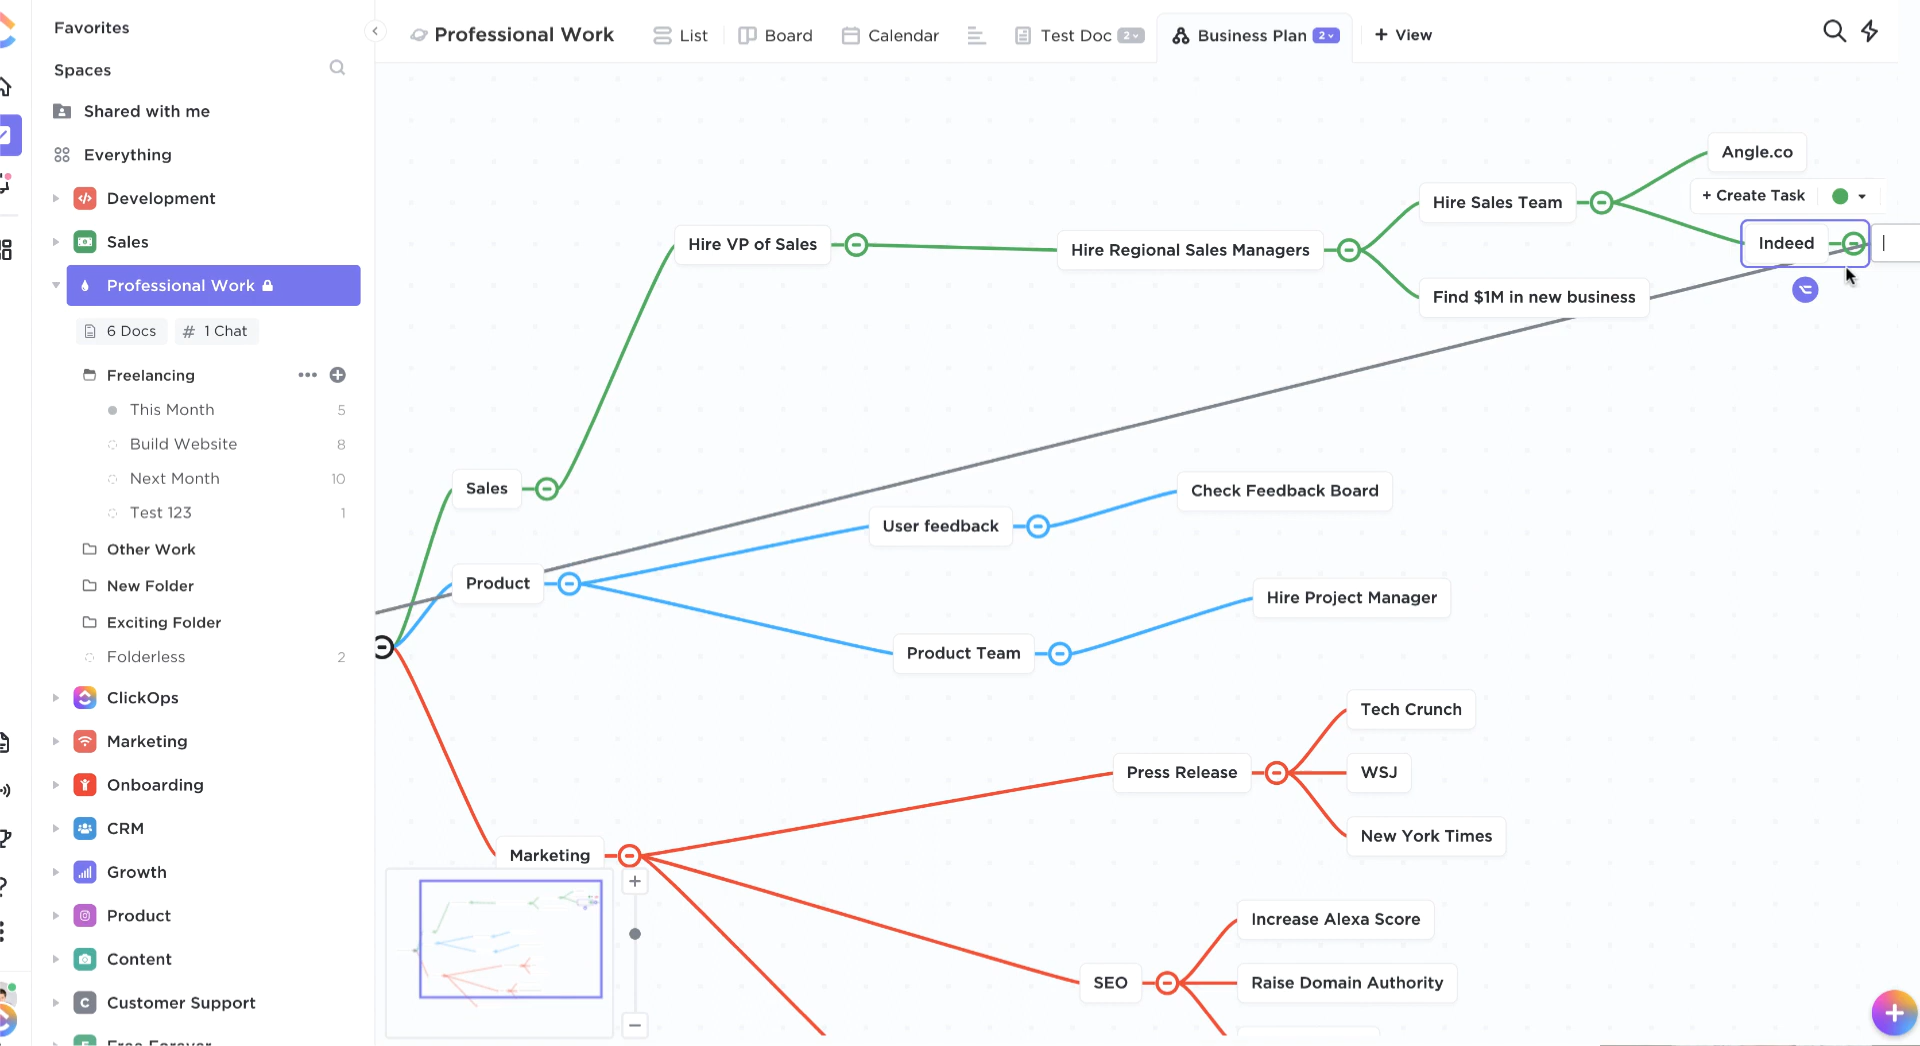 Favorites
Spaces
Shared with me
Everything
Development
Sales
Professional Work
6 Docs # 1 Chat
Freelancing
This Month 5
Build Website 8
Next Month 10
Test 123 1
Other Work
New Folder
Exciting Folder
Folderless 2
ClickOps
Marketing
Onboarding
CRM
Growth
Product
Content
C Customer Support
Free Forever
Professional Work List Board Calendar Test Doc 2 Business Plan 2 + View
Angle.co
+ Create Task
Hire Sales Team
Indeed
Hire VP of Sales
Hire Regional Sales Managers
Find $1M in new business
Sales
Check Feedback Board
User feedback
Product
Hire Project Manager
Product Team
Tech Crunch
Press Release
WSJ
New York Times
Marketing
Increase Alexa Score
SEO
Raise Domain Authority